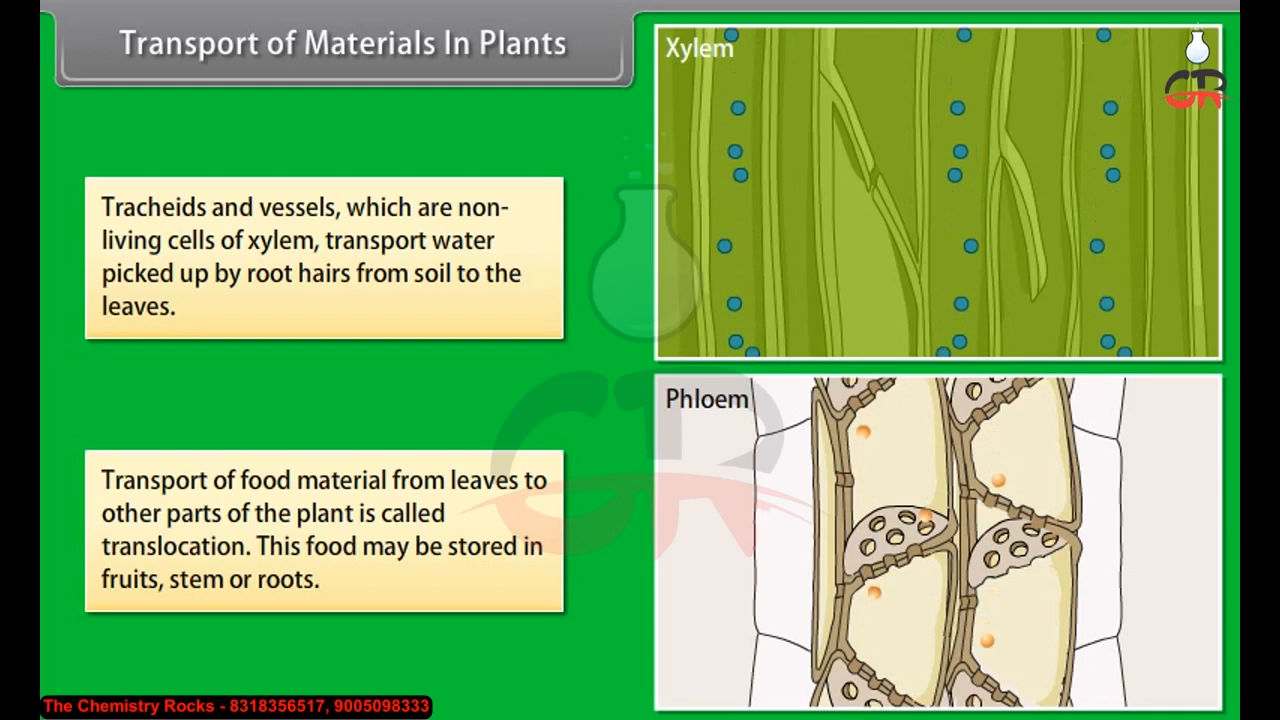 Transport of Materials In Plants
Xylem
Tracheids and vessels, which are non-
living cells of xylem, transport water
picked up by root hairs from soil to the
leaves.
Phloem
Transport of food material from leaves to
other parts of the plant is called
translocation. This food may be stored in
fruits, stem or roots.
The Chemistry Rocks - 8318356517, 9005098333